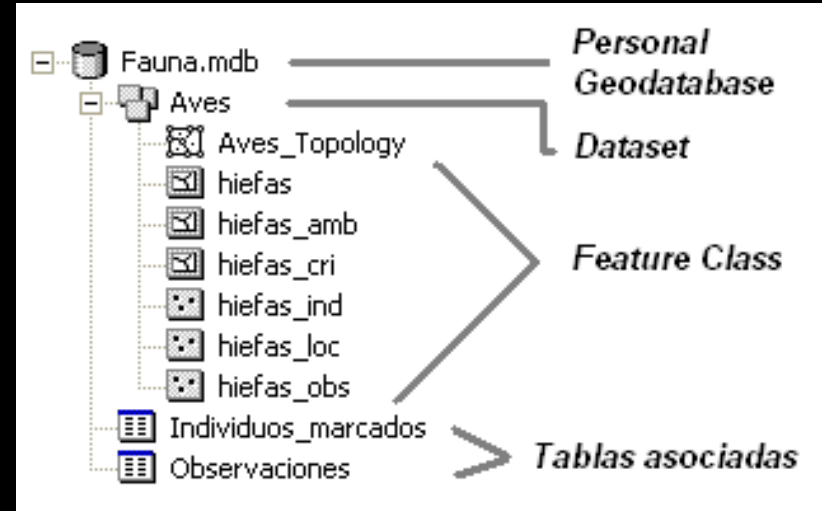 Fauna.mdb
Personal
Geodatabase
Aves
Dataset
Aves_Topology
hiefas
hiefas_amb
hiefas_cri
hiefas_ind
hiefas_loc
hiefas_obs
Feature Class
Individuos_marcados
Observaciones
Tablas asociadas